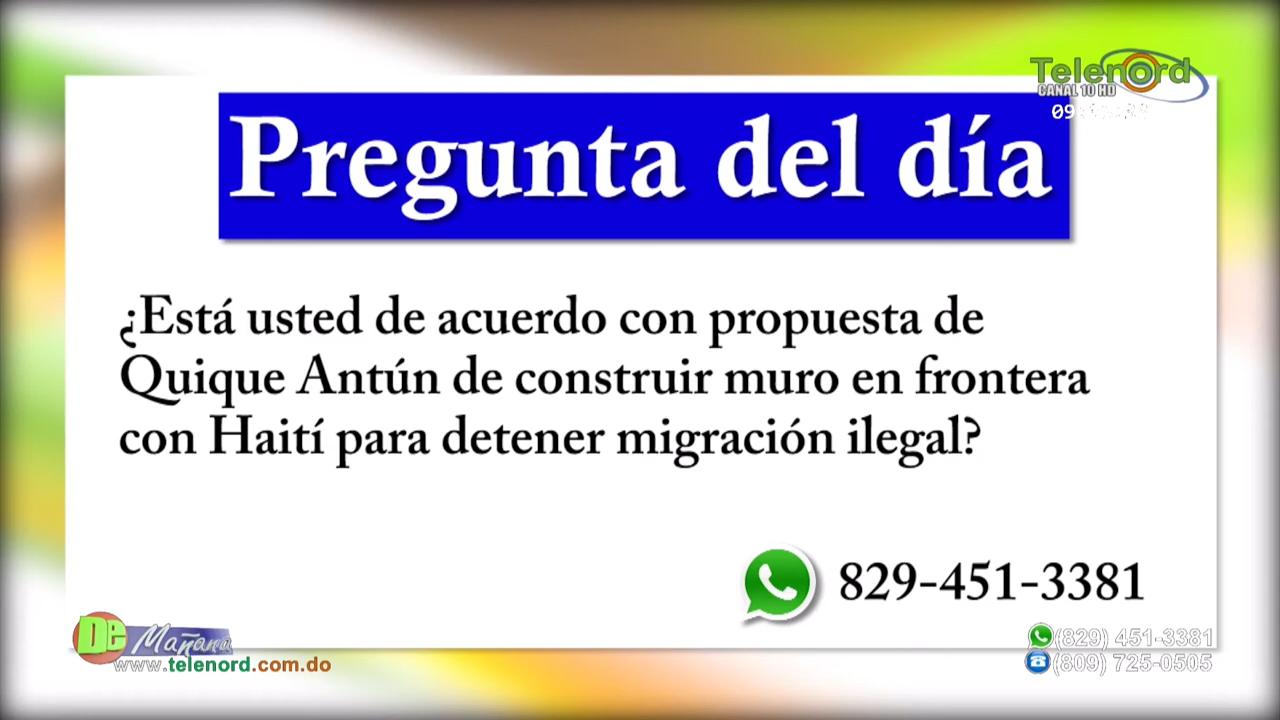 Telenord
CANAL 10 HD
Pregunta del día
¿Está usted de acuerdo con propuesta de
Quique Antún de construir muro en frontera
con Haití para detener migración ilegal?
829-451-3381
De Mañana
www.telenord.com.do
(829) 451-3381
(809) 725-0505